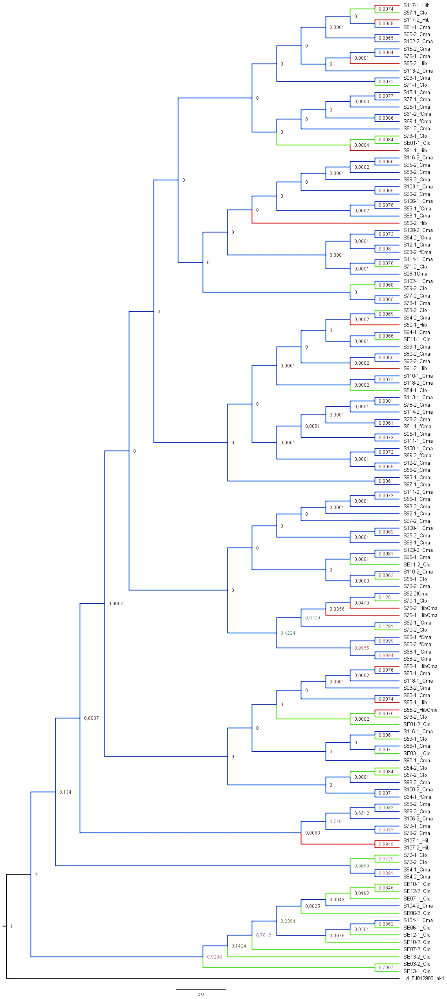 S117-1_Hib
0,0074
S57-1_Clo
0
S117-2_Hib
0,0059
S81-1_Cma
0,0001
S05-2_Cma
0,0065
S102-2_Cma
0
S15-2_Cma
0,0064
S76-1_Cma
0,0001
S85-2_Hib
0
S113-2_Cma
0
S03-1_Cma
0,0072
S71-1_Clo
0
S15-1_Cma
0,0077
S77-1_Cma
0,0003
S25-1_Cma
0
S61-2_fCma
0,0086
S69-1_fCma
0
S81-2_Cma
0
S73-1_Clo
0,0084
SE01-1_Clo
0,0004
S91-1_Hib
S116-2_Cma
0,0066
S95-2_Cma
0,0002
S83-2_Cma
0,0001
S99-2_Cma
0
0
S103-1_Cma
0,0065
S90-2_Cma
0
S106-1_Cma
0,0076
S63-1_fCma
0,0002
0
S88-1_Cma
S50-2_Hib
0
S108-2_Cma
0,0072
S64-2_fCma
0,0001
S12-1_Cma
0,008
S63-2_fCma
0,0001
S114-1_Cma
0,0076
0
S71-2_Clo
0,0001
S28-1Cma
S102-1_Cma
0,0068
S59-2_Clo
0
S77-2_Cma
0,0065
S78-1_Cma
S58-2_Clo
0
0,0069
S94-2_Cma
0,0002
S50-1_Hib
0
S94-1_Cma
0,0066
SE11-1_Clo
0,0001
S99-1_Cma
0
S80-2_Cma
0,0065
S92-2_Cma
0,0002
0,0001
S91-2_Hib
S110-1_Cma
0,0072
S118-2_Cma
0,0002
S54-1_Clo
S113-1_Cma
0,008
S78-2_Cma
0
0,0001
S114-2_Cma
0,0001
S28-2_Cma
0,0061
S61-1_fCma
0,0001
S05-1_Cma
0,0073
S111-1_Cma
0
0,0001
S108-1_Cma
0,0072
0
S69-2_fCma
0,0001
S12-2_Cma
0,0059
S56-2_Cma
S93-1_Cma
0,006
S97-1_Cma
S111-2_Cma
0,0073
S56-1_Cma
0,0001
S93-2_Cma
0,0001
S92-1_Cma
0
S97-2_Cma
0
S100-1_Cma
0,0062
S25-2_Cma
0,0001
S98-1_Cma
0
S103-2_Cma
0,0081
S95-1_Cma
0,0001
SE11-2_Clo
0
S110-2_Cma
0,0062
S58-1_Clo
0,0003
S76-2_Cma
0
S62-2fCma
0,126
S70-1_Clo
0,0479
0,0002
S75-2_HibCma
0,0356
S75-1_HibCma
0,3729
S62-1_fCma
0,1281
S70-2_Clo
0,4224
S60-1_fCma
0,6999
S60-2_fCma
0,9955
S68-1_fCma
0,9984
S68-2_fCma
S55-1_HibCma
0,0076
S83-1_Cma
0,0002
S118-1_Cma
0,0001
S03-2_Cma
0
S80-1_Cma
0,0074
S85-1_Hib
0
S55-2_HibCma
0,0076
S73-2_Clo
0,0037
0,0002
SE01-2_Clo
0
S116-1_Cma
0,006
S59-1_Clo
0
S86-1_Cma
0,007
SE03-1_Clo
0
0
S90-1_Cma
S54-2_Clo
0,0084
S57-2_Clo
0,0001
S98-2_Cma
0
S100-2_Cma
0,007
0,134
S64-1_fCma
S86-2_Cma
0,3083
S88-2_Cma
0,6512
S106-2_Cma
0,746
S79-1_Cma
0,9933
S79-2_Cma
0,0063
S107-1_Hib
0,9949
S107-2_Hib
S72-1_Clo
0,9729
S72-2_Clo
0,3669
S84-1_Cma
0,8891
1
S84-2_Cma
SE10-1_Clo
0,0846
SE12-2_Clo
0,0192
SE07-1_Clo
0,0043
S104-2_Cma
0,0025
SE06-2_Clo
0,2394
S104-1_Cma
0,0862
1
SE06-1_Clo
0,0201
SE12-1_Clo
0,7612
0,0076
SE10-2_Clo
0,1424
SE07-2_Clo
0,9208
SE13-2_Clo
SE03-2_Clo
0,7007
SE13-1_Clo
Ld_FJ012903_ak1
2.0